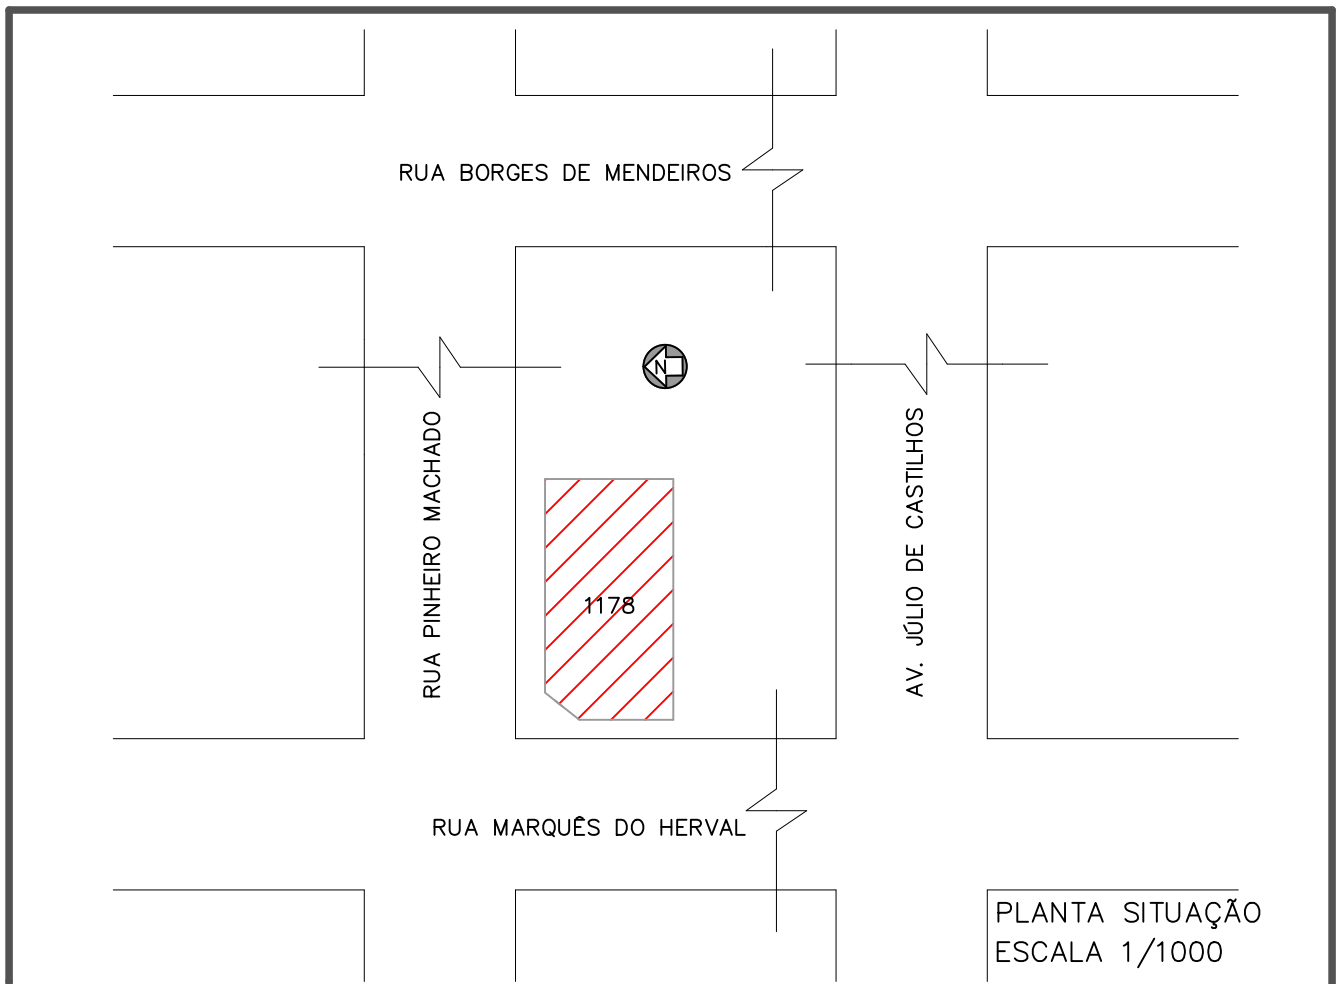 RUA BORGES DE MENDEIROS
N
RUA PINHEIRO MACHADO
AV. JÚLIO DE CASTILHOS
1178
RUA MARQUÊS DO HERVAL
PLANTA SITUAÇÃO
ESCALA 1/1000